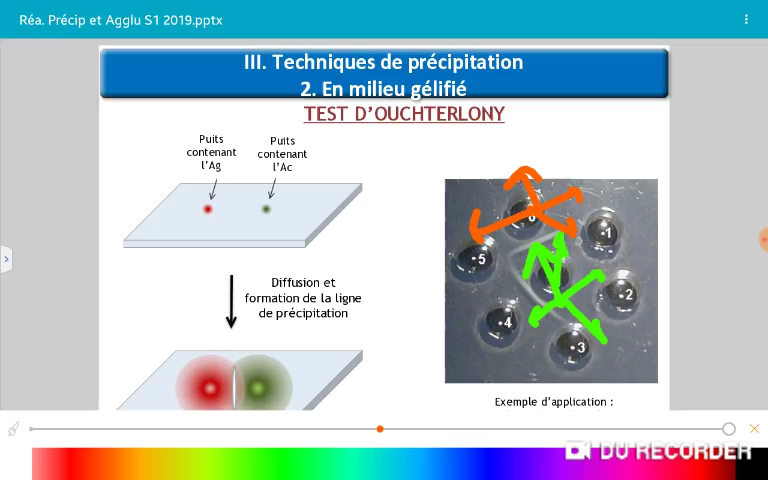 Réa. Précip et Agglu S1 2019.pptx
III. Techniques de précipitation
2. En milieu gélifié
TEST D'OUCHTERLONY
Puits
contenant
l'Ag
Puits
contenant
l'Ac
Diffusion et
formation de la ligne
de précipitation
6
1
5
2
4
3
Exemple d'application :
DU RECORDER